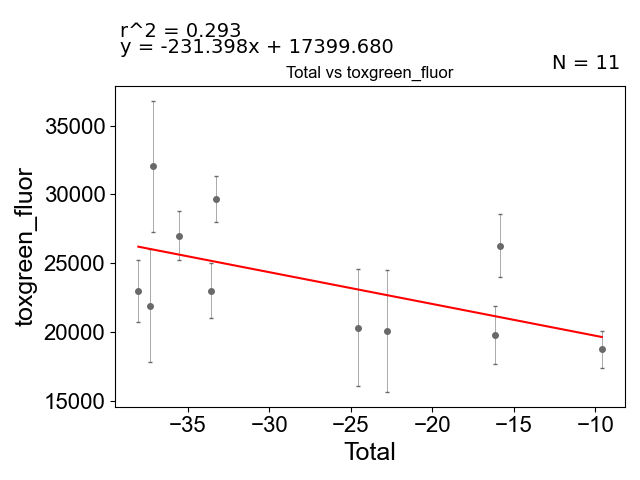 r^2 = 0.293
y = -231.398x + 17399.680
N = 11
Total vs toxgreen_fluor
35000
30000
25000
20000
15000
toxgreen_fluor
−35 −30 −25 −20 −15 −10
Total